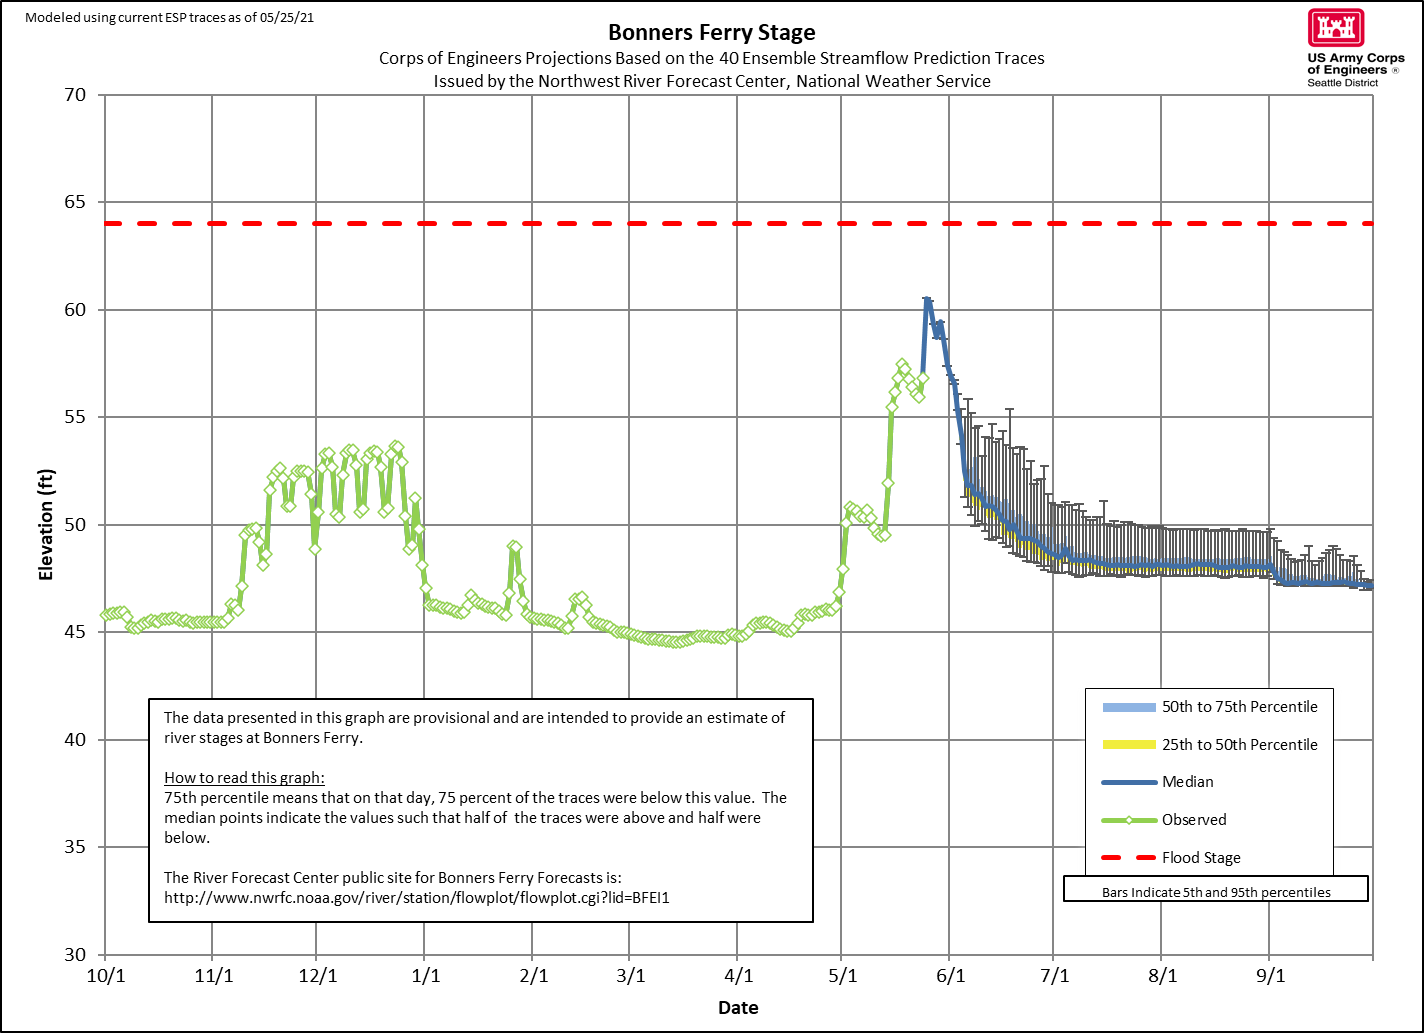 Modeled using current ESP traces as of 05/25/21
Bonners Ferry Stage
Corps of Engineers Projections Based on the 40 Ensemble Streamflow Prediction Traces
Issued by the Northwest River Forecast Center, National Weather Service
US Army Corps
of Engineers ®
Seattle District
70
65
60
55
50
45
40
35
30
Elevation (ft)
The data presented in this graph are provisional and are intended to provide an estimate of
river stages at Bonners Ferry.
How to read this graph:
75th percentile means that on that day, 75 percent of the traces were below this value. The
median points indicate the values such that half of the traces were above and half were
below.
The River Forecast Center public site for Bonners Ferry Forecasts is:
http://www.nwrfc.noaa.gov/river/station/flowplot/flowplot.cgi?lid=BFEI1
50th to 75th Percentile
25th to 50th Percentile
Median
Observed
Flood Stage
Bars Indicate 5th and 95th percentiles
10/1 11/1 12/1 1/1 2/1 3/1 4/1 5/1 6/1 7/1 8/1 9/1
Date